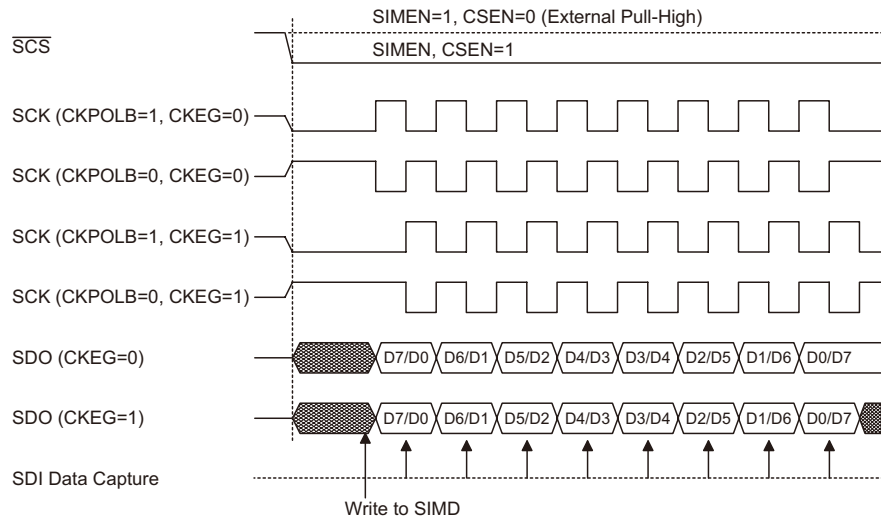 SIMEN=1, CSEN=0 (External Pull-High)
SCS
SIMEN, CSEN=1
SCK (CKPOLB=1, CKEG=0)
SCK (CKPOLB=0, CKEG=0)
SCK (CKPOLB=1, CKEG=1)
SCK (CKPOLB=0, CKEG=1)
SDO (CKEG=0) D7/D0 D6/D1 D5/D2 D4/D3 D3/D4 D2/D5 D1/D6 D0/D7
SDO (CKEG=1) D7/D0 D6/D1 D5/D2 D4/D3 D3/D4 D2/D5 D1/D6 D0/D7
SDI Data Capture
Write to SIMD